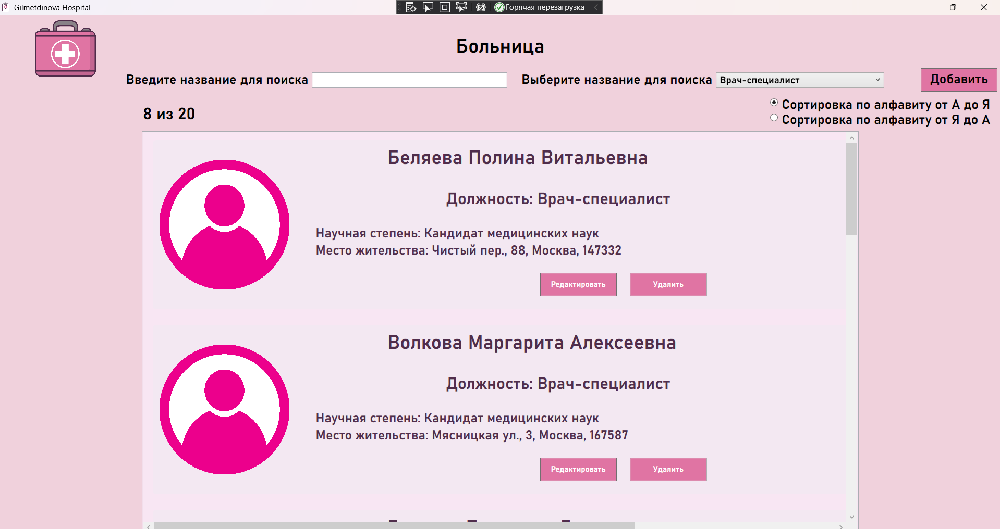 Gilmetdinova Hospital
Горячая перезагрузка
Больница
Введите название для поиска
Выберите название для поиска
Врач-специалист
Добавить
8 из 20
Сортировка по алфавиту от А до Я
Сортировка по алфавиту от Я до А
Беляева Полина Витальевна
Должность: Врач-специалист
Научная степень: Кандидат медицинских наук
Место жительства: Чистый пер., 88, Москва, 147332
Редактировать
Удалить
Волкова Маргарита Алексеевна
Должность: Врач-специалист
Научная степень: Кандидат медицинских наук
Место жительства: Мясницкая ул., 3, Москва, 167587
Редактировать
Удалить